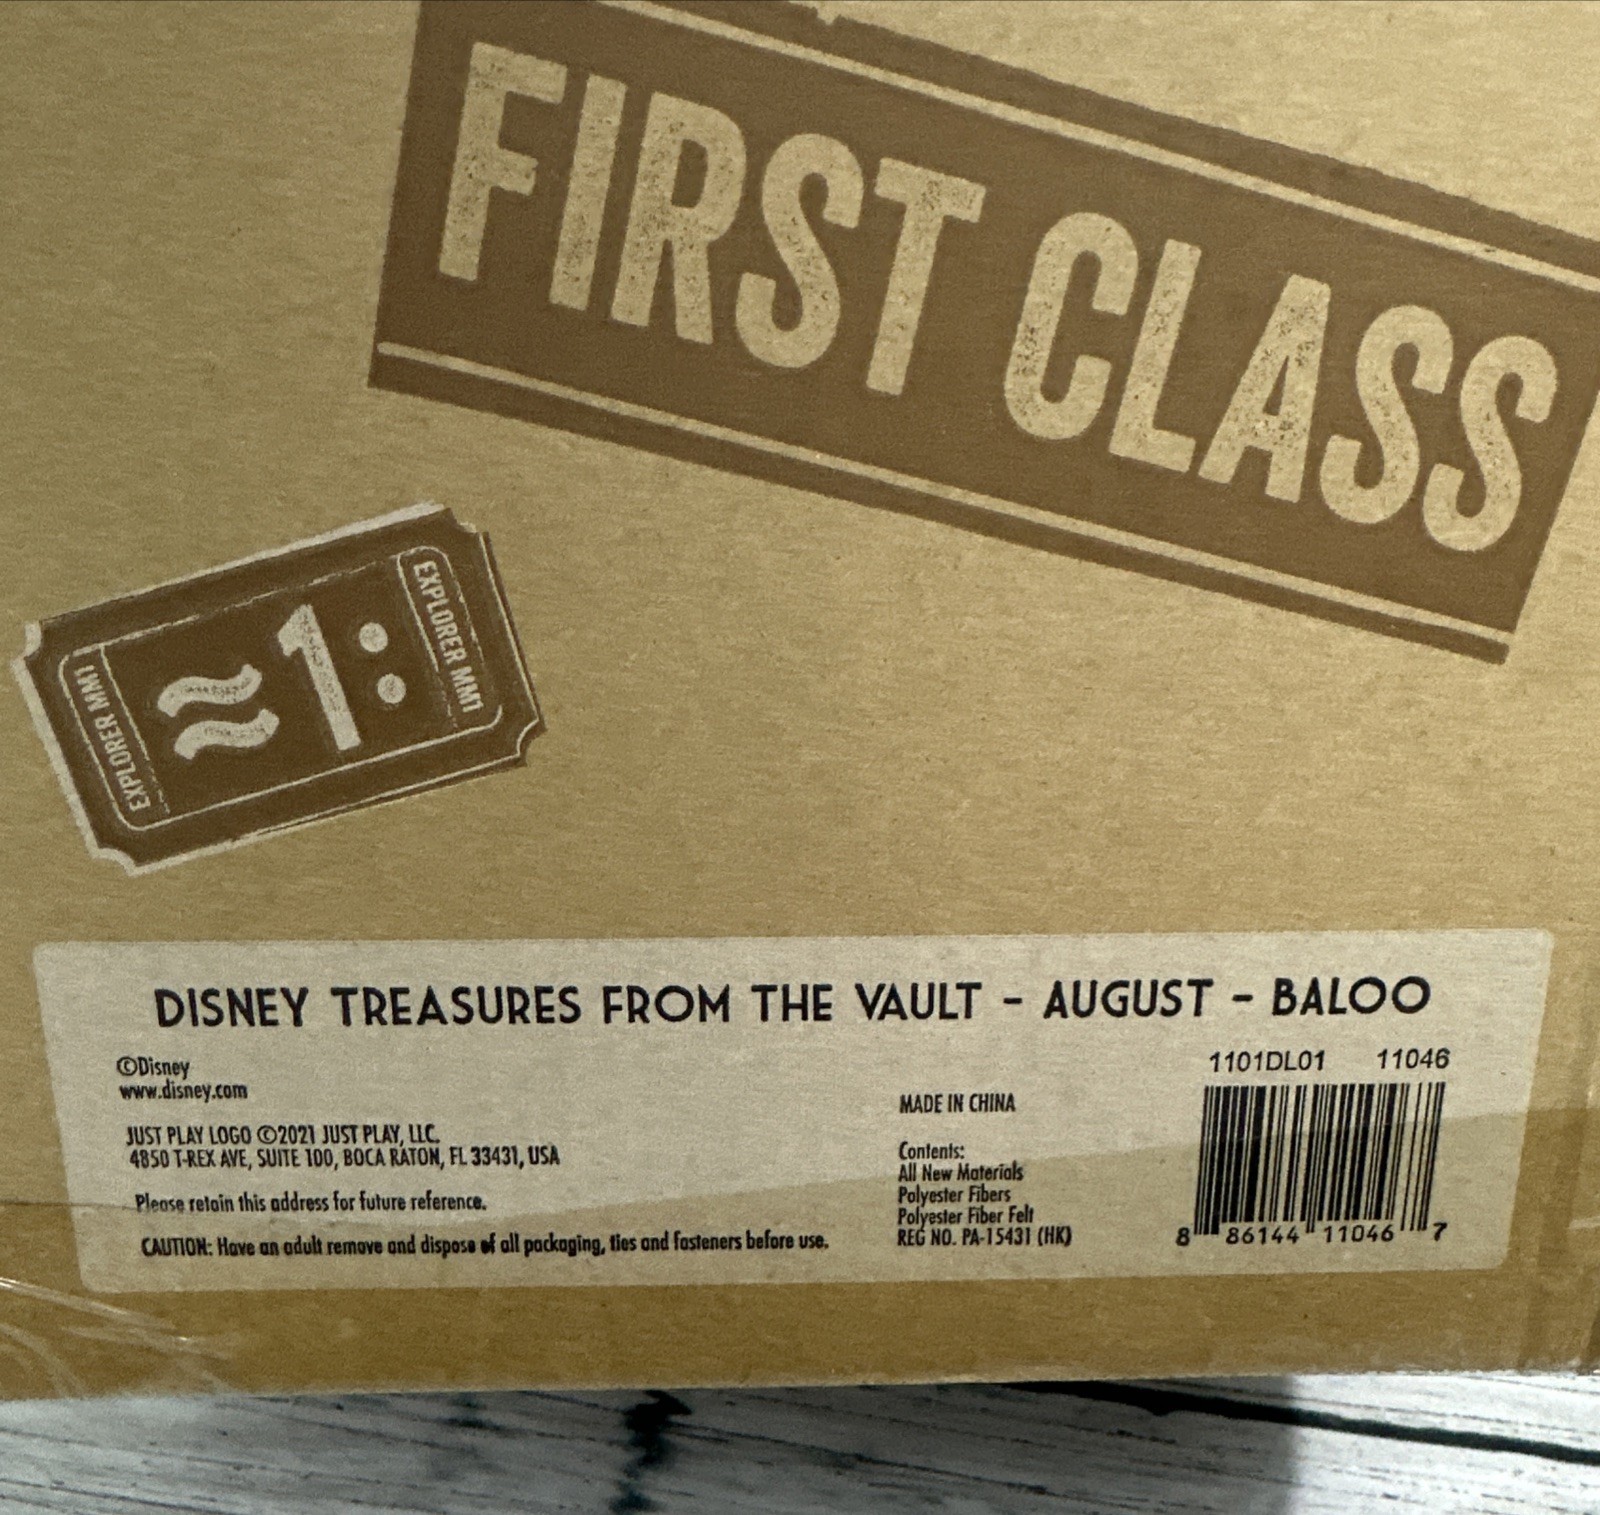 FIRST CLASS
EXPLORER MM1
≈1:
EXPLORER MM1
DISNEY TREASURES FROM THE VAULT - AUGUST - BALOO
©Disney
www.disney.com
JUST PLAY LOGO ©2021 JUST PLAY, LLC.
4850 T-REX AVE, SUITE 100, BOCA RATON, FL 33431, USA
Please retain this address for future reference.
CAUTION: Have an adult remove and dispose of all packaging, ties and fasteners before use.
MADE IN CHINA
Contents:
All New Materials
Polyester Fibers
Polyester Fiber Felt
REG NO. PA-15431 (HK)
1101DL01 11046
8 86144 11046 7